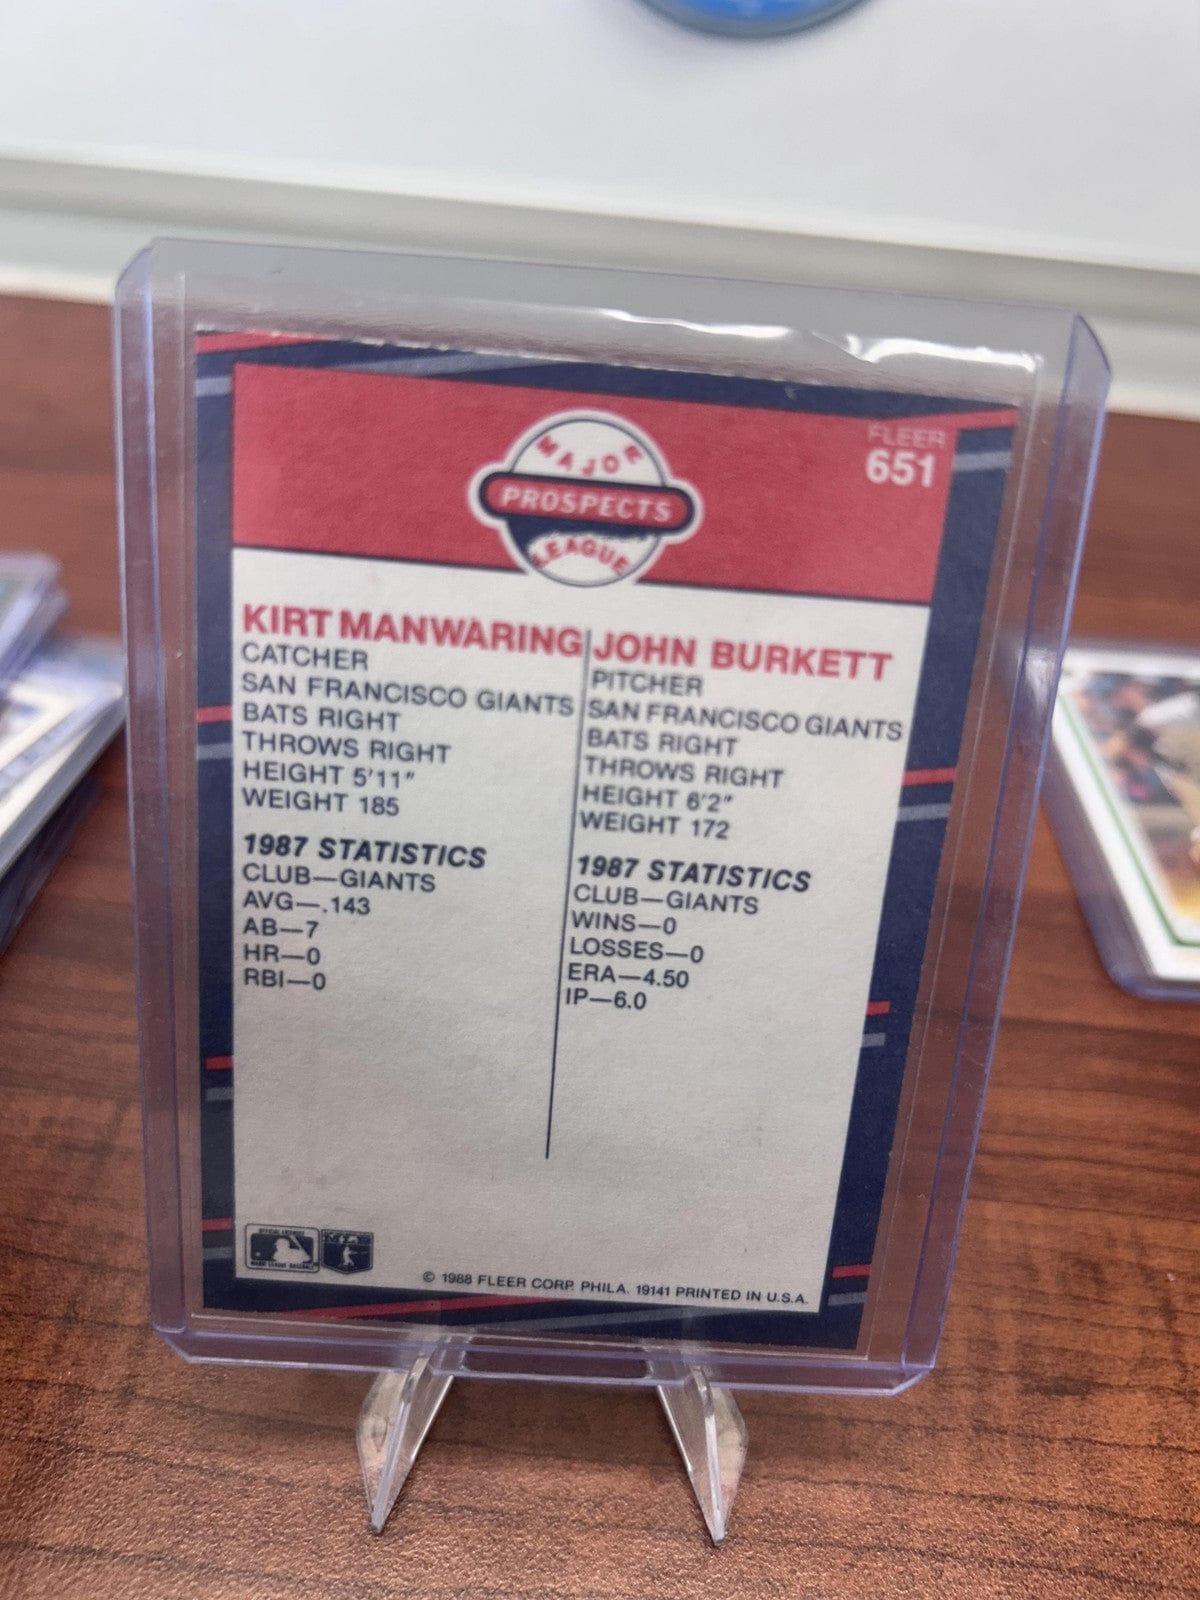 FLEER
651
MAJOR
PROSPECTS
LEAGUE
KIRT MANWARING
CATCHER
SAN FRANCISCO GIANTS
BATS RIGHT
THROWS RIGHT
HEIGHT 5'11"
WEIGHT 185
1987 STATISTICS
CLUB—GIANTS
AVG—.143
AB—7
HR—0
RBI—0
JOHN BURKETT
PITCHER
SAN FRANCISCO GIANTS
BATS RIGHT
THROWS RIGHT
HEIGHT 6'2"
WEIGHT 172
1987 STATISTICS
CLUB—GIANTS
WINS—0
LOSSES—0
ERA—4.50
IP—6.0
MLB
© 1988 FLEER CORP. PHILA. 19141 PRINTED IN U.S.A.